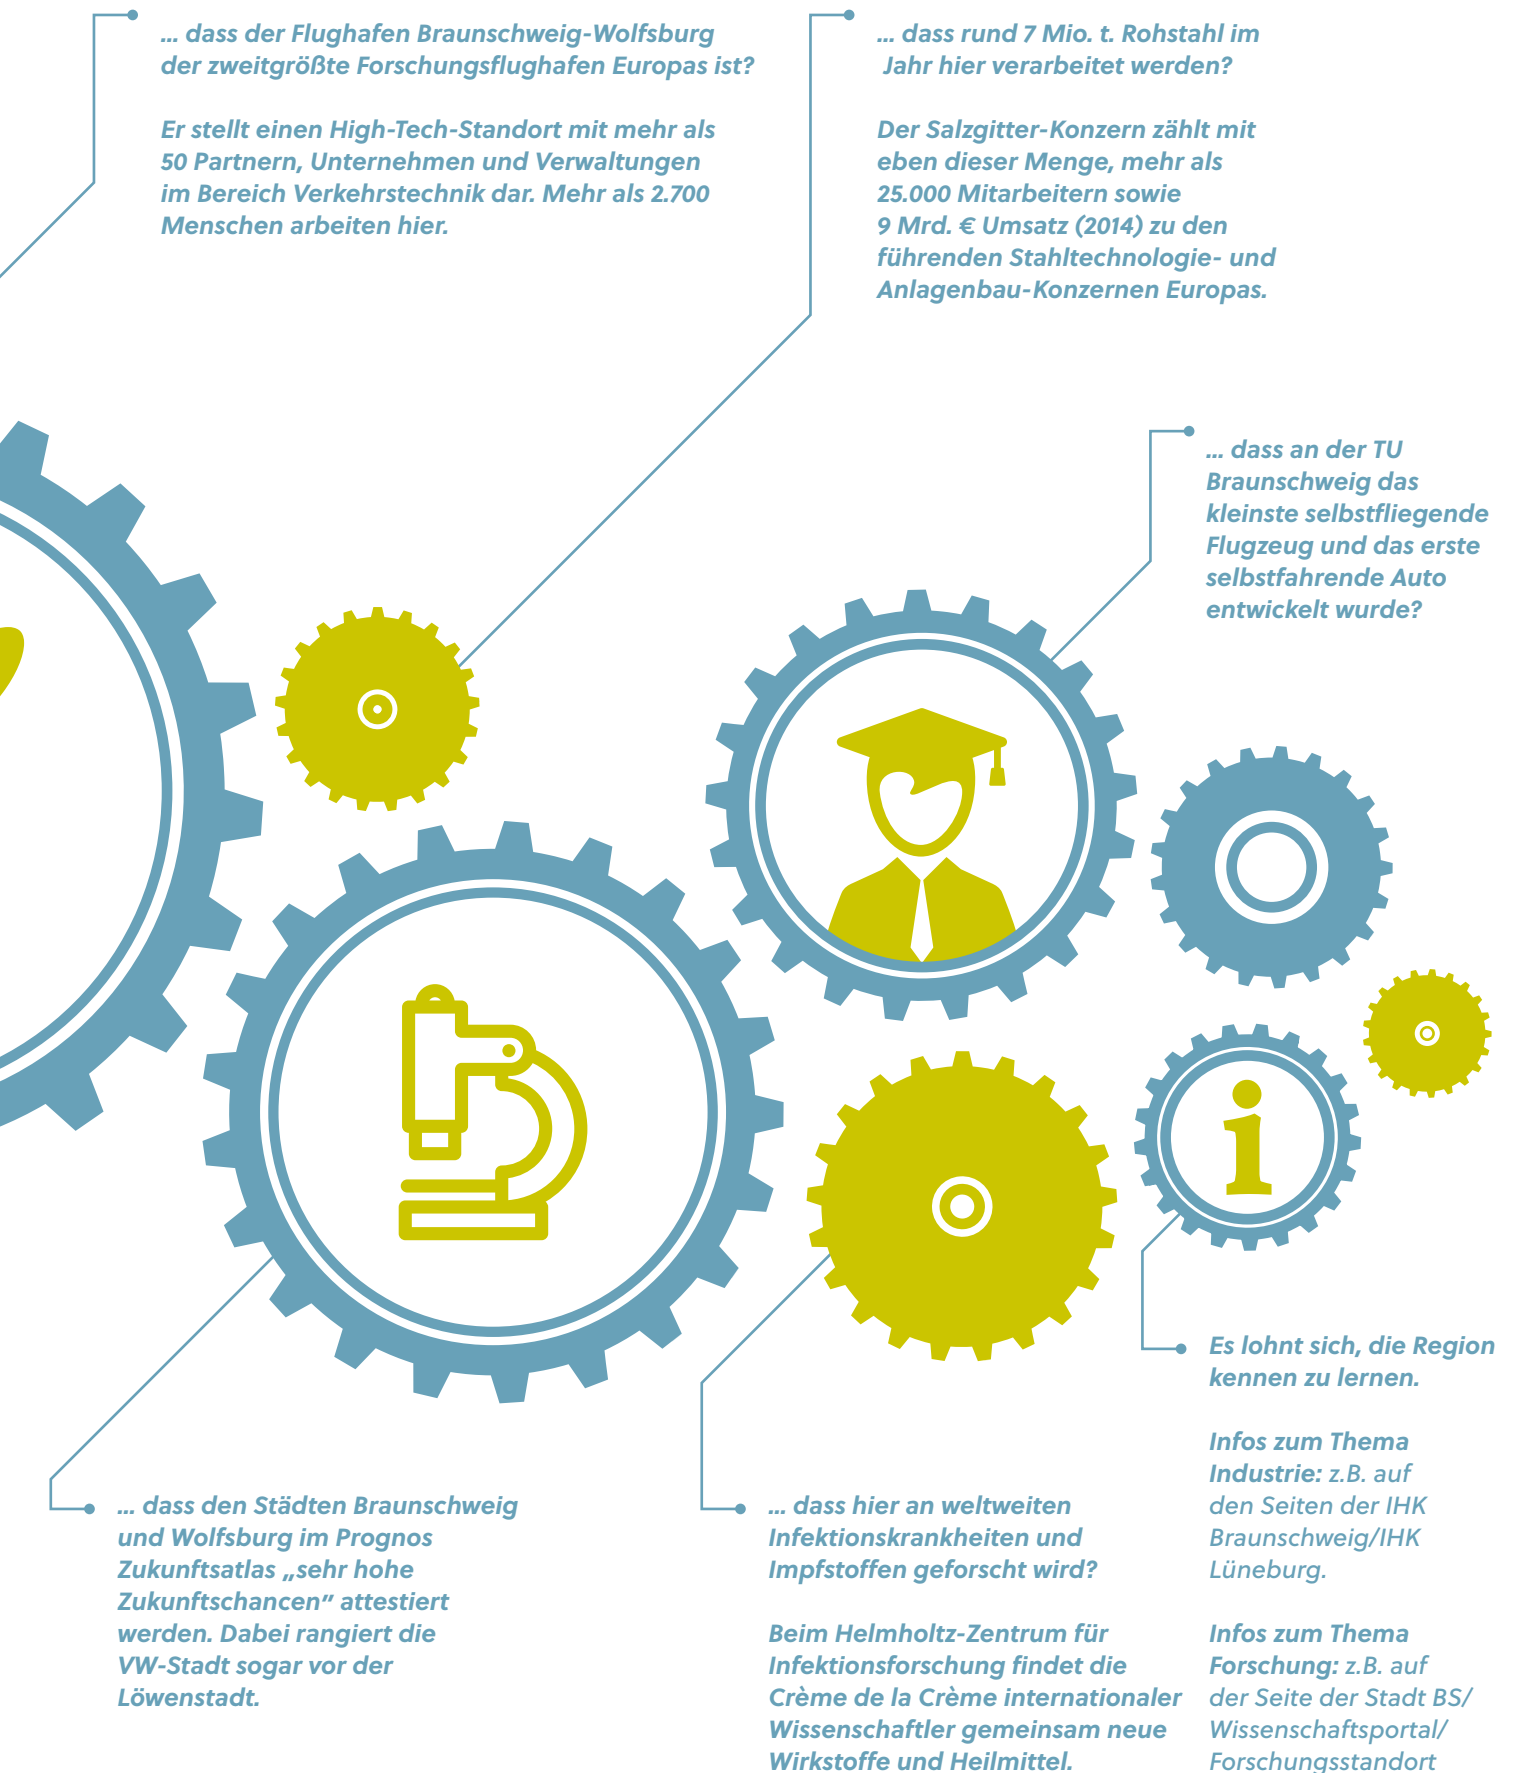 ... dass der Flughafen Braunschweig-Wolfsburg
der zweitgrößte Forschungsflughafen Europas ist?
Er stellt einen High-Tech-Standort mit mehr als
50 Partnern, Unternehmen und Verwaltungen
im Bereich Verkehrstechnik dar. Mehr als 2.700
Menschen arbeiten hier.
... dass rund 7 Mio. t. Rohstahl im
Jahr hier verarbeitet werden?
Der Salzgitter-Konzern zählt mit
eben dieser Menge, mehr als
25.000 Mitarbeitern sowie
9 Mrd. € Umsatz (2014) zu den
führenden Stahltechnologie- und
Anlagenbau-Konzernen Europas.
... dass an der TU
Braunschweig das
kleinste selbstfliegende
Flugzeug und das erste
selbstfahrende Auto
entwickelt wurde?
... dass den Städten Braunschweig
und Wolfsburg im Prognos
Zukunftsatlas „sehr hohe
Zukunftschancen" attestiert
werden. Dabei rangiert die
VW-Stadt sogar vor der
Löwenstadt.
... dass hier an weltweiten
Infektionskrankheiten und
Impfstoffen geforscht wird?
Beim Helmholtz-Zentrum für
Infektionsforschung findet die
Crème de la Crème internationaler
Wissenschaftler gemeinsam neue
Wirkstoffe und Heilmittel.
Es lohnt sich, die Region
kennen zu lernen.
Infos zum Thema
Industrie: z.B. auf
den Seiten der IHK
Braunschweig/IHK
Lüneburg.
Infos zum Thema
Forschung: z.B. auf
der Seite der Stadt BS/
Wissenschaftsportal/
Forschungsstandort